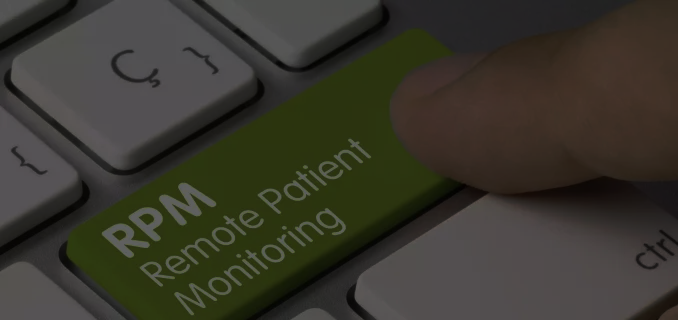 Ç }
{
RPM
Remote Patient
Monitoring
ctrl